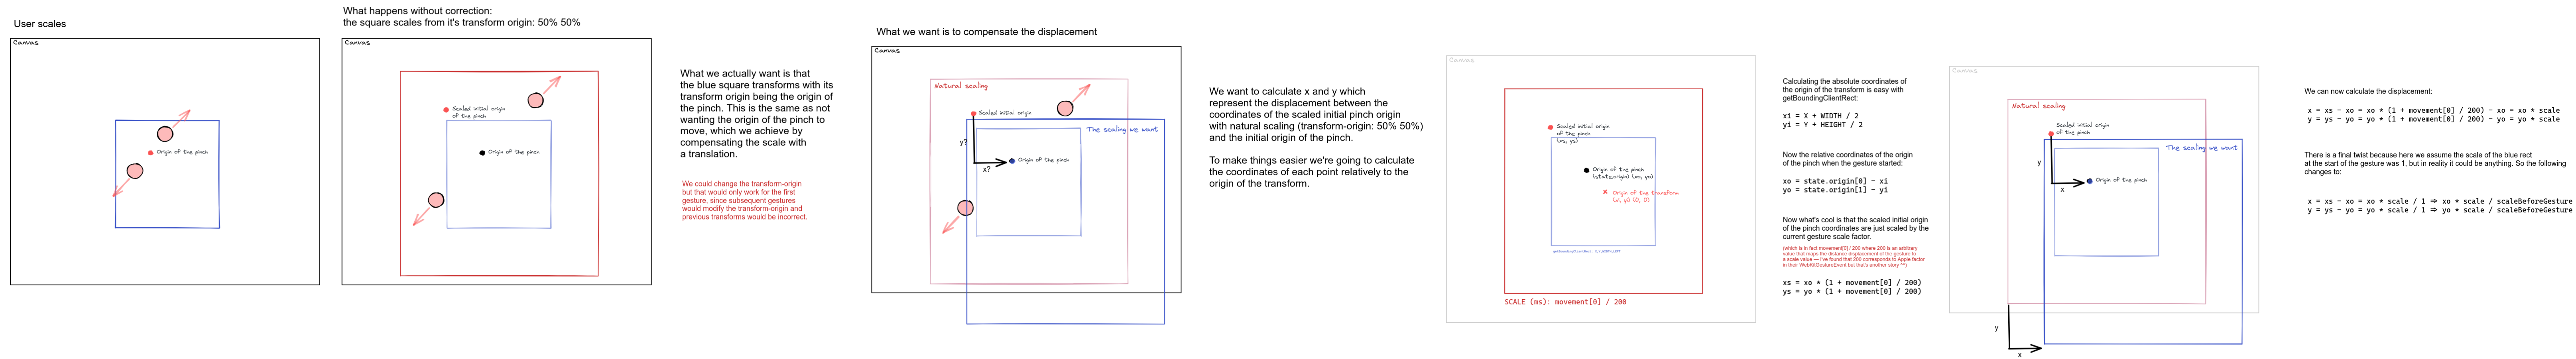 User scales
Canvas
Origin of the pinch
What happens without correction:
the square scales from it's transform origin: 50% 50%
Canvas
Scaled initial origin
of the pinch
Origin of the pinch
What we actually want is that
the blue square transforms with its
transform origin being the origin of
the pinch. This is the same as not
wanting the origin of the pinch to
move, which we achieve by
compensating the scale with
a translation.
We could change the transform-origin
but that would only work for the first
gesture, since subsequent gestures
would modify the transform-origin and
previous transforms would be incorrect.
What we want is to compensate the displacement
Canvas
Natural scaling
Scaled initial origin
The scaling we want
y?
Origin of the pinch
x?
We want to calculate x and y which
represent the displacement between the
coordinates of the scaled initial pinch origin
with natural scaling (transform-origin: 50% 50%)
and the initial origin of the pinch.
To make things easier we're going to calculate
the coordinates of each point relatively to the
origin of the transform.
Canvas
Scaled initial origin
of the pinch
(xs, ys)
Origin of the pinch
(state.origin) (xo, yo)
Origin of the transform
(xi, yi) (0, 0)
SCALE (ms): movement[0] / 200
Calculating the absolute coordinates of
the origin of the transform is easy with
getBoundingClientRect:
xi = X + WIDTH / 2
yi = Y + HEIGHT / 2
Now the relative coordinates of the origin
of the pinch when the gesture started:
xo = state.origin[0] - xi
yo = state.origin[1] - yi
Now what's cool is that the scaled initial origin
of the pinch coordinates are just scaled by the
current gesture scale factor.
(which is in fact movement[0] / 200 where 200 is an arbitrary
value that maps the distance displacement of the gesture to
a scale value — I've found that 200 corresponds to Apple factor
in their WebKitGestureEvent but that's another story ^^)
xs = xo * (1 + movement[0] / 200)
ys = yo * (1 + movement[0] / 200)
Canvas
Natural scaling
Scaled initial origin
of the pinch
The scaling we want
y
Origin of the pinch
x
y
x
We can now calculate the displacement:
x = xs - xo = xo * (1 + movement[0] / 200) - xo = xo * scale
y = ys - yo = yo * (1 + movement[0] / 200) - yo = yo * scale
There is a final twist because here we assume the scale of the blue rect
at the start of the gesture was 1, but in reality it could be anything. So the following
changes to:
x = xs - xo = xo * scale / 1 => xo * scale / scaleBeforeGesture
y = ys - yo = yo * scale / 1 => yo + scale / scaleBeforeGesture